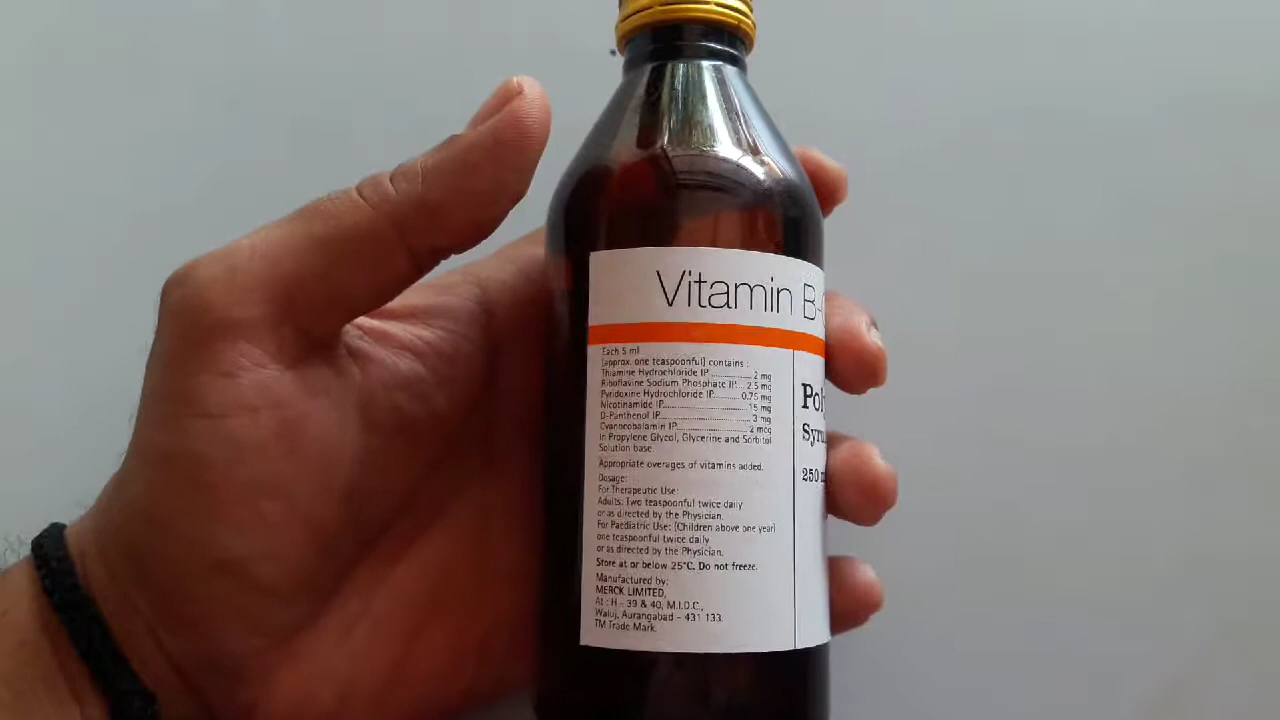 Vitamin B-
Each 5 ml
(approx. one teaspoonful) contains :
Thiamine Hydrochloride IP 2 mg
Riboflavine Sodium Phosphate IP 2.5 mg
Pyridoxine Hydrochloride IP 0.75 mg
Nicotinamide IP 15 mg
D-Panthenol IP 3 mg
Cyanocobalamin IP 2 mcg
in Propylene Glycol, Glycerine and Sorbitol
Solution base.
Appropriate overages of vitamins added.
Dosage:
For Therapeutic Use:
Adults. Two teaspoonful twice daily
or as directed by the Physician.
For Paediatric Use: (Children above one year)
one teaspoonful twice daily
or as directed by the Physician.
Store at or below 25°C. Do not freeze.
Manufactured by:
MERCK LIMITED,
At : H - 39 & 40, M.I.D.C.,
Waluj, Aurangabad - 431 133.
TM Trade Mark.
Pol
Syru
250 m